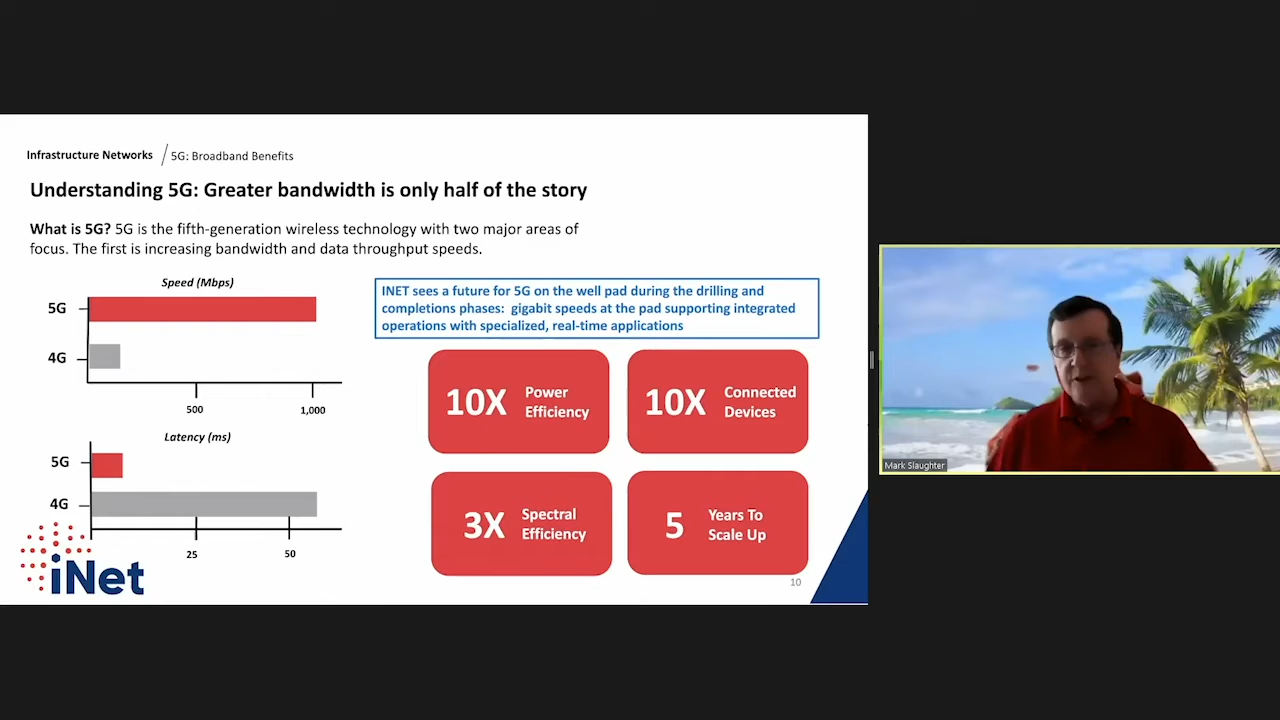 Infrastructure Networks / 5G: Broadband Benefits
Understanding 5G: Greater bandwidth is only half of the story
What is 5G? 5G is the fifth-generation wireless technology with two major areas of
focus. The first is increasing bandwidth and data throughput speeds.
Speed (Mbps)
5G
4G
500
1,000
Latency (ms)
5G
4G
25
50
iNet
INET sees a future for 5G on the well pad during the drilling and
completions phases: gigabit speeds at the pad supporting integrated
operations with specialized, real-time applications
10X
Power
Efficiency
10X
Connected
Devices
3X
Spectral
Efficiency
5
Years To
Scale Up
10
Mark Slaughter